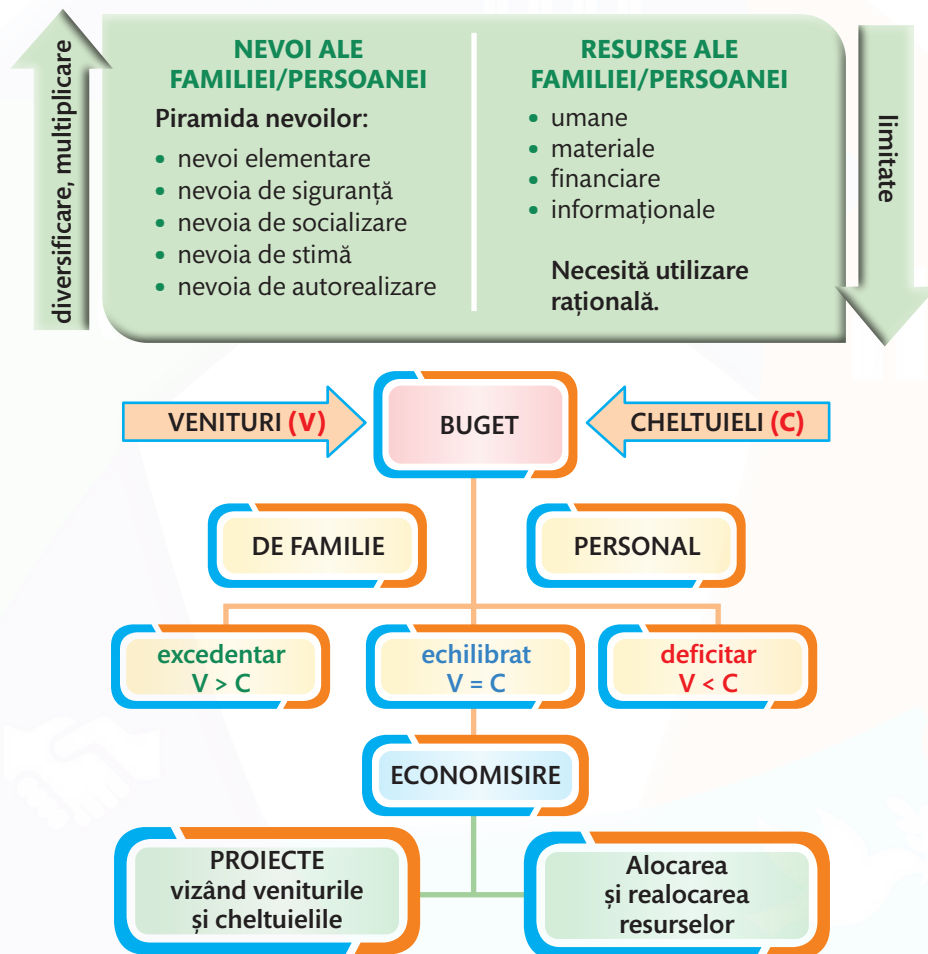 diversificare, multiplicare
NEVOI ALE
FAMILIEI/PERSOANEI
Piramida nevoilor:
• nevoi elementare
• nevoia de siguranță
• nevoia de socializare
• nevoia de stimă
• nevoia de autorealizare
RESURSE ALE
FAMILIEI/PERSOANEI
• umane
• materiale
• financiare
• informaționale
Necesită utilizare
rațională.
limitate
VENITURI (V)
BUGET
CHELTUIELI (C)
DE FAMILIE
PERSONAL
excedentar
V > C
echilibrat
V = C
deficitar
V < C
ECONOMISIRE
PROIECTE
vizând veniturile
și cheltuielile
Alocarea
și realocarea
resurselor